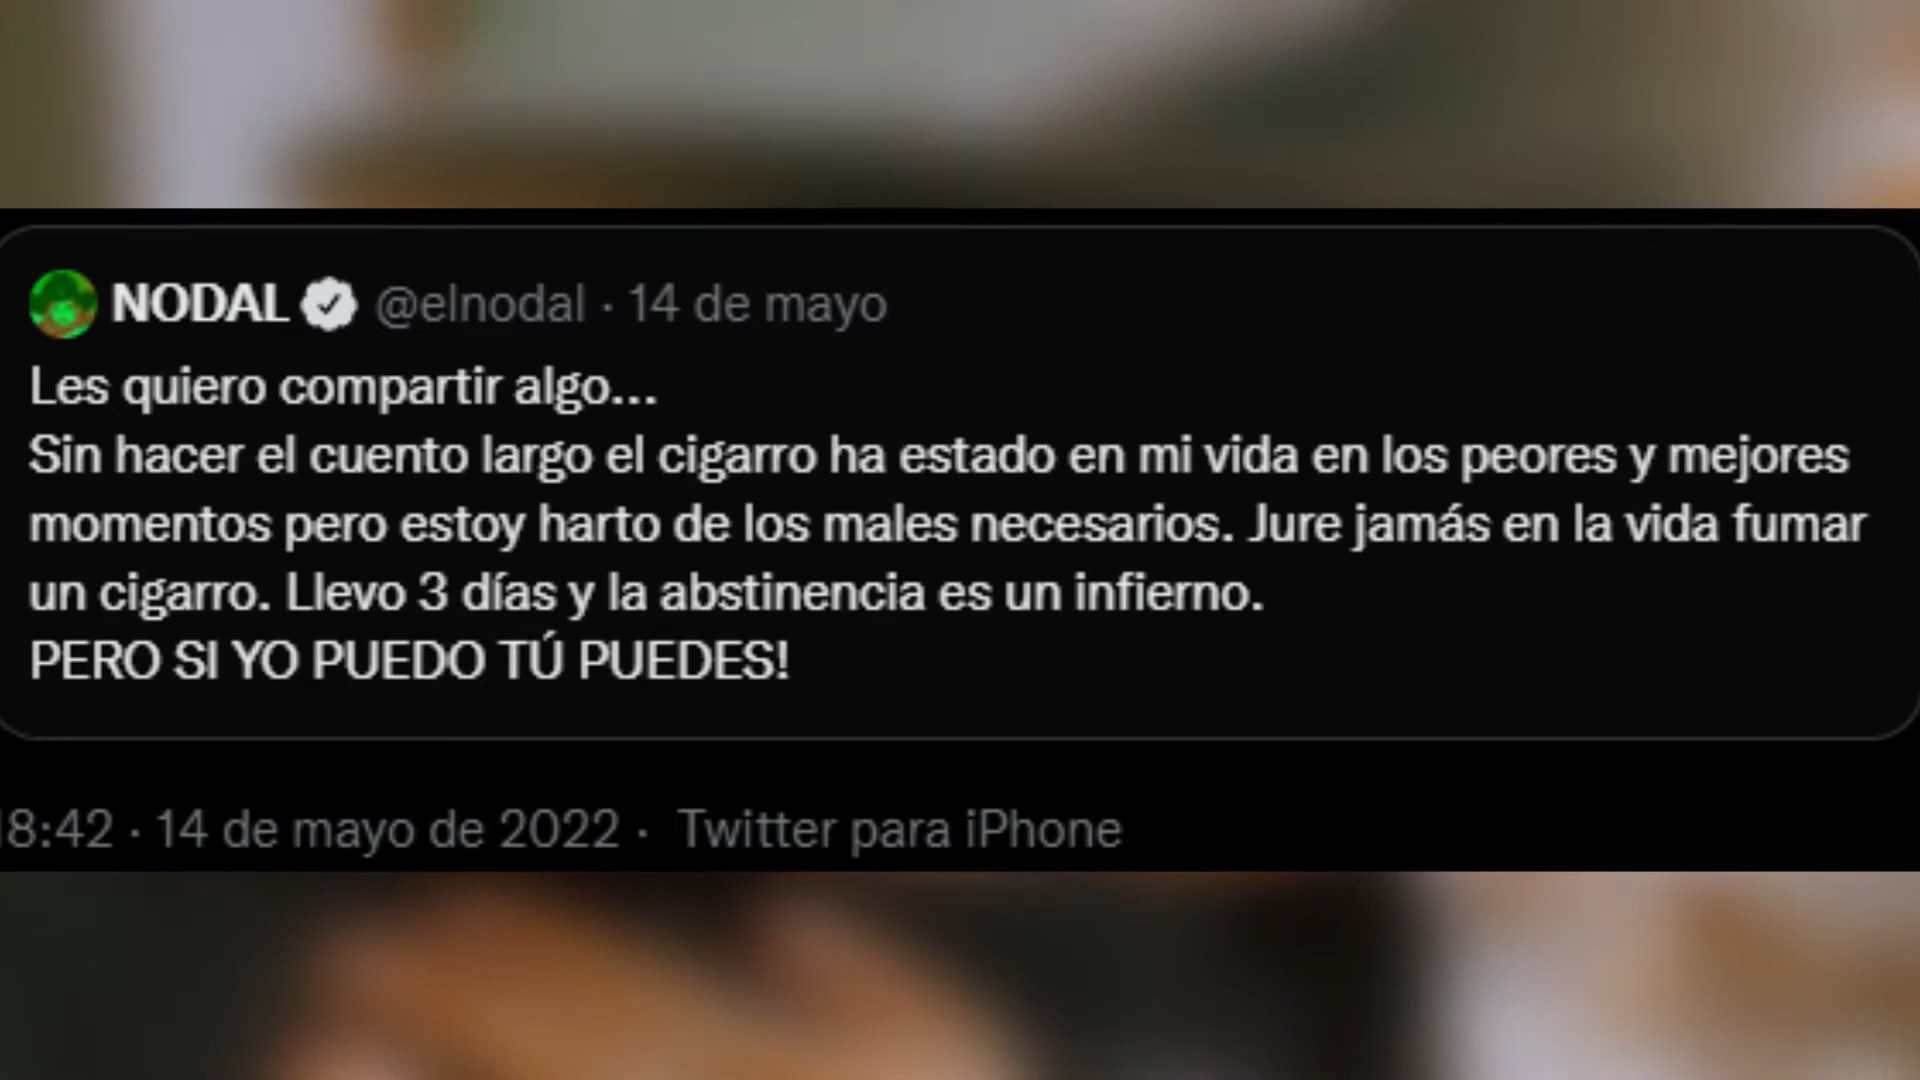 NODAL @elnodal · 14 de mayo
Les quiero compartir algo...
Sin hacer el cuento largo el cigarro ha estado en mi vida en los peores y mejores
momentos pero estoy harto de los males necesarios. Jure jamás en la vida fumar
un cigarro. Llevo 3 días y la abstinencia es un infierno.
PERO SI YO PUEDO TÚ PUEDES!
18:42 · 14 de mayo de 2022 · Twitter para iPhone